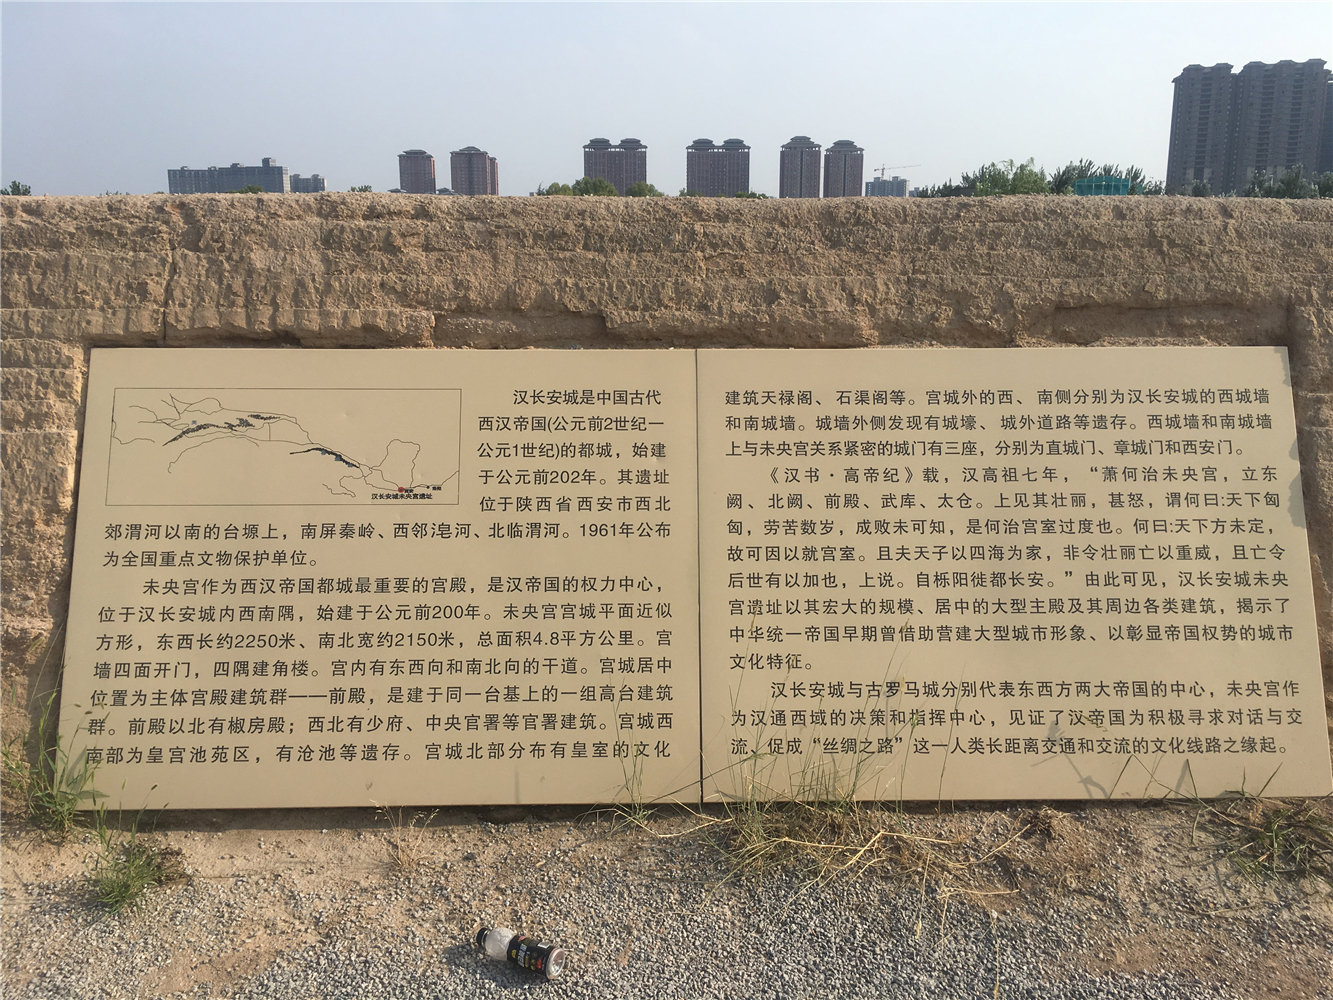 汉长安城未央宫遗址
汉长安城是中国古代
西汉帝国(公元前2世纪一
公元1世纪)的都城，始建
于公元前202年。其遗址
位于陕西省西安市西北
郊渭河以南的台塬上，南屏秦岭、西邻皂河、北临渭河。1961年公布
为全国重点文物保护单位。
未央宫作为西汉帝国都城最重要的宫殿，是汉帝国的权力中心，
位于汉长安城内西南隅，始建于公元前200年。未央宫宫城平面近似
方形，东西长约2250米、南北宽约2150米，总面积4.8平方公里。宫
墙四面开门，四隅建角楼。宫内有东西向和南北向的干道。宫城居中
位置为主体宫殿建筑群——前殿，是建于同一台基上的一组高台建筑
群。前殿以北有椒房殿；西北有少府、中央官署等官署建筑。宫城西
南部为皇宫池苑区，有沧池等遗存。宫城北部分布有皇室的文化
建筑天禄阁、石渠阁等。宫城外的西、南侧分别为汉长安城的西城墙
和南城墙。城墙外侧发现有城壕、城外道路等遗存。西城墙和南城墙
上与未央宫关系紧密的城门有三座，分别为直城门、章城门和西安门。
《汉书·高帝纪》载，汉高祖七年，“萧何治未央宫，立东
阙、北阙、前殿、武库、太仓。上见其壮丽，甚怒，谓何曰:天下匈
匈，劳苦数岁，成败未可知，是何治宫室过度也。何曰:天下方未定，
故可因以就宫室。且夫天子以四海为家，非令壮丽亡以重威，且亡令
后世有以加也，上说。自栎阳徙都长安。”由此可见，汉长安城未央
宫遗址以其宏大的规模、居中的大型主殿及其周边各类建筑，揭示了
中华统一帝国早期曾借助营建大型城市形象、以彰显帝国权势的城市
文化特征。
汉长安城与古罗马城分别代表东西方两大帝国的中心，未央宫作
为汉通西域的决策和指挥中心，见证了汉帝国为积极寻求对话与交
流、促成“丝绸之路”这一人类长距离交通和交流的文化线路之缘起。